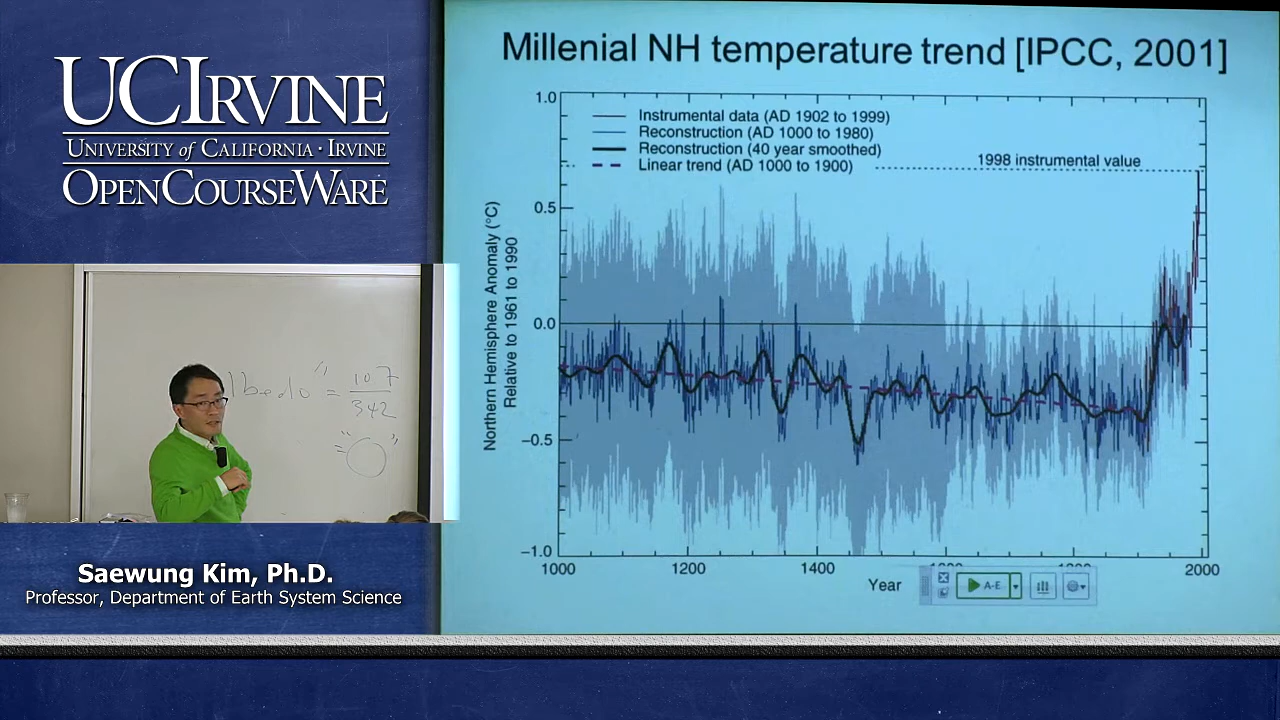 UCIRVINE
UNIVERSITY of CALIFORNIA · IRVINE
OPENCOURSEWARE
lbedo" = 107
342
" "
Saewung Kim, Ph.D.
Professor, Department of Earth System Science
Millenial NH temperature trend [IPCC, 2001]
Instrumental data (AD 1902 to 1999)
Reconstruction (AD 1000 to 1980)
Reconstruction (40 year smoothed)
Linear trend (AD 1000 to 1900)
1998 instrumental value
Northern Hemisphere Anomaly (°C)
Relative to 1961 to 1990
1.0
0.5
0.0
−0.5
−1.0
1000
1200
1400
2000
Year
A-E